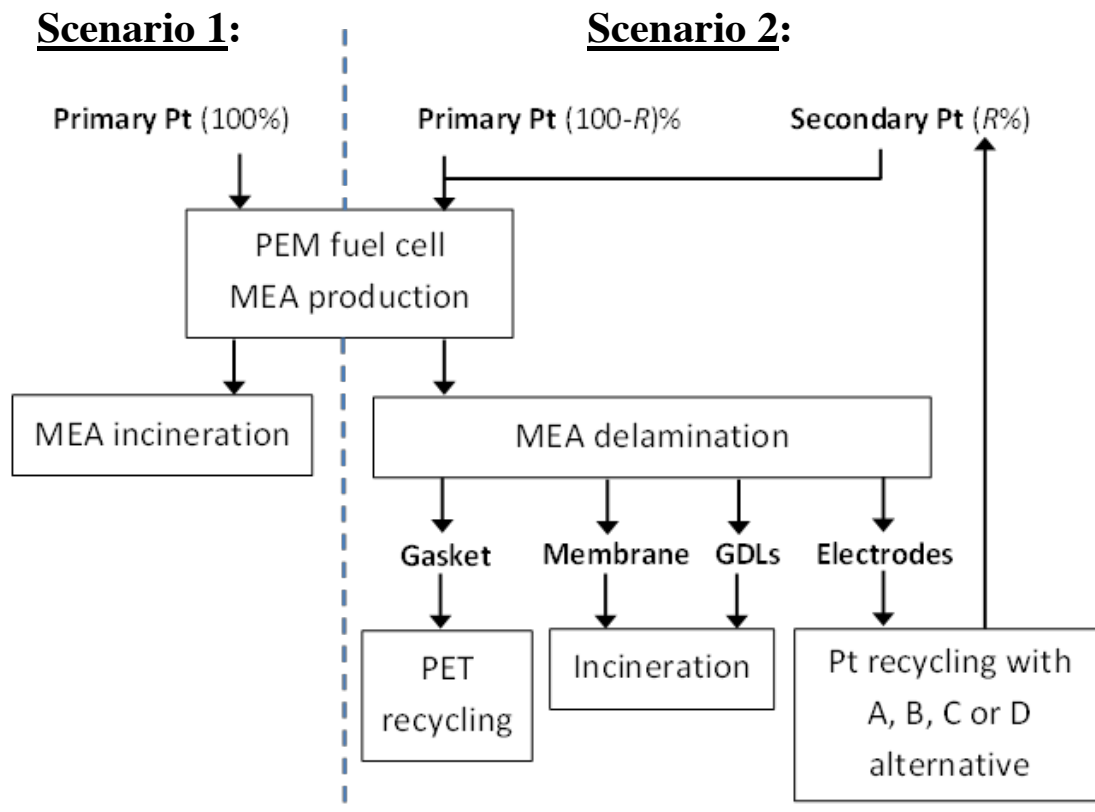 Scenario 1:
Scenario 2:
Primary Pt (100%)
Primary Pt (100-R)%
Secondary Pt (R%)
PEM fuel cell
MEA production
MEA incineration
MEA delamination
Gasket
Membrane
GDLs
Electrodes
PET
recycling
Incineration
Pt recycling with
A, B, C or D
alternative